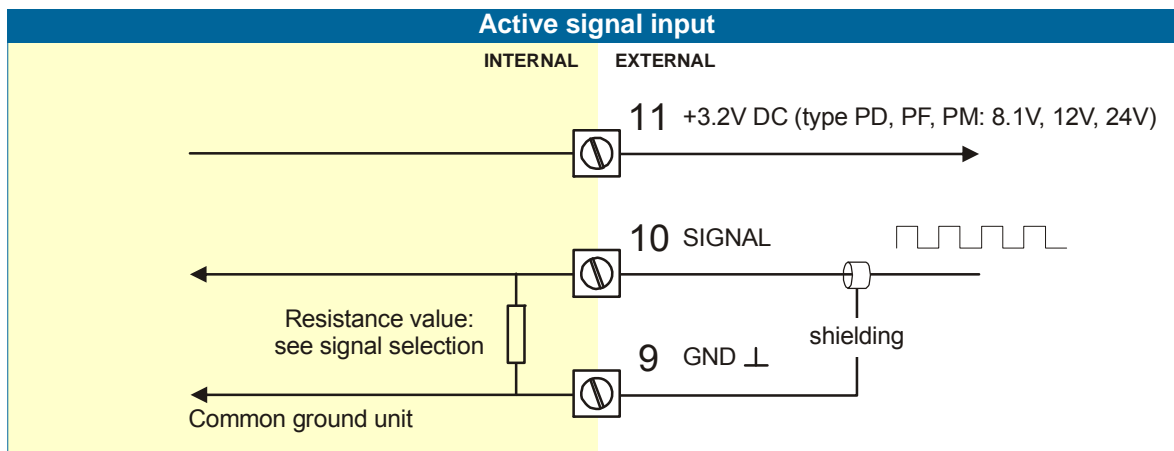 Active signal input
INTERNAL EXTERNAL
11 +3.2V DC (type PD, PF, PM: 8.1V, 12V, 24V)
10 SIGNAL
Resistance value:
see signal selection
shielding
9 GND ⊥
Common ground unit